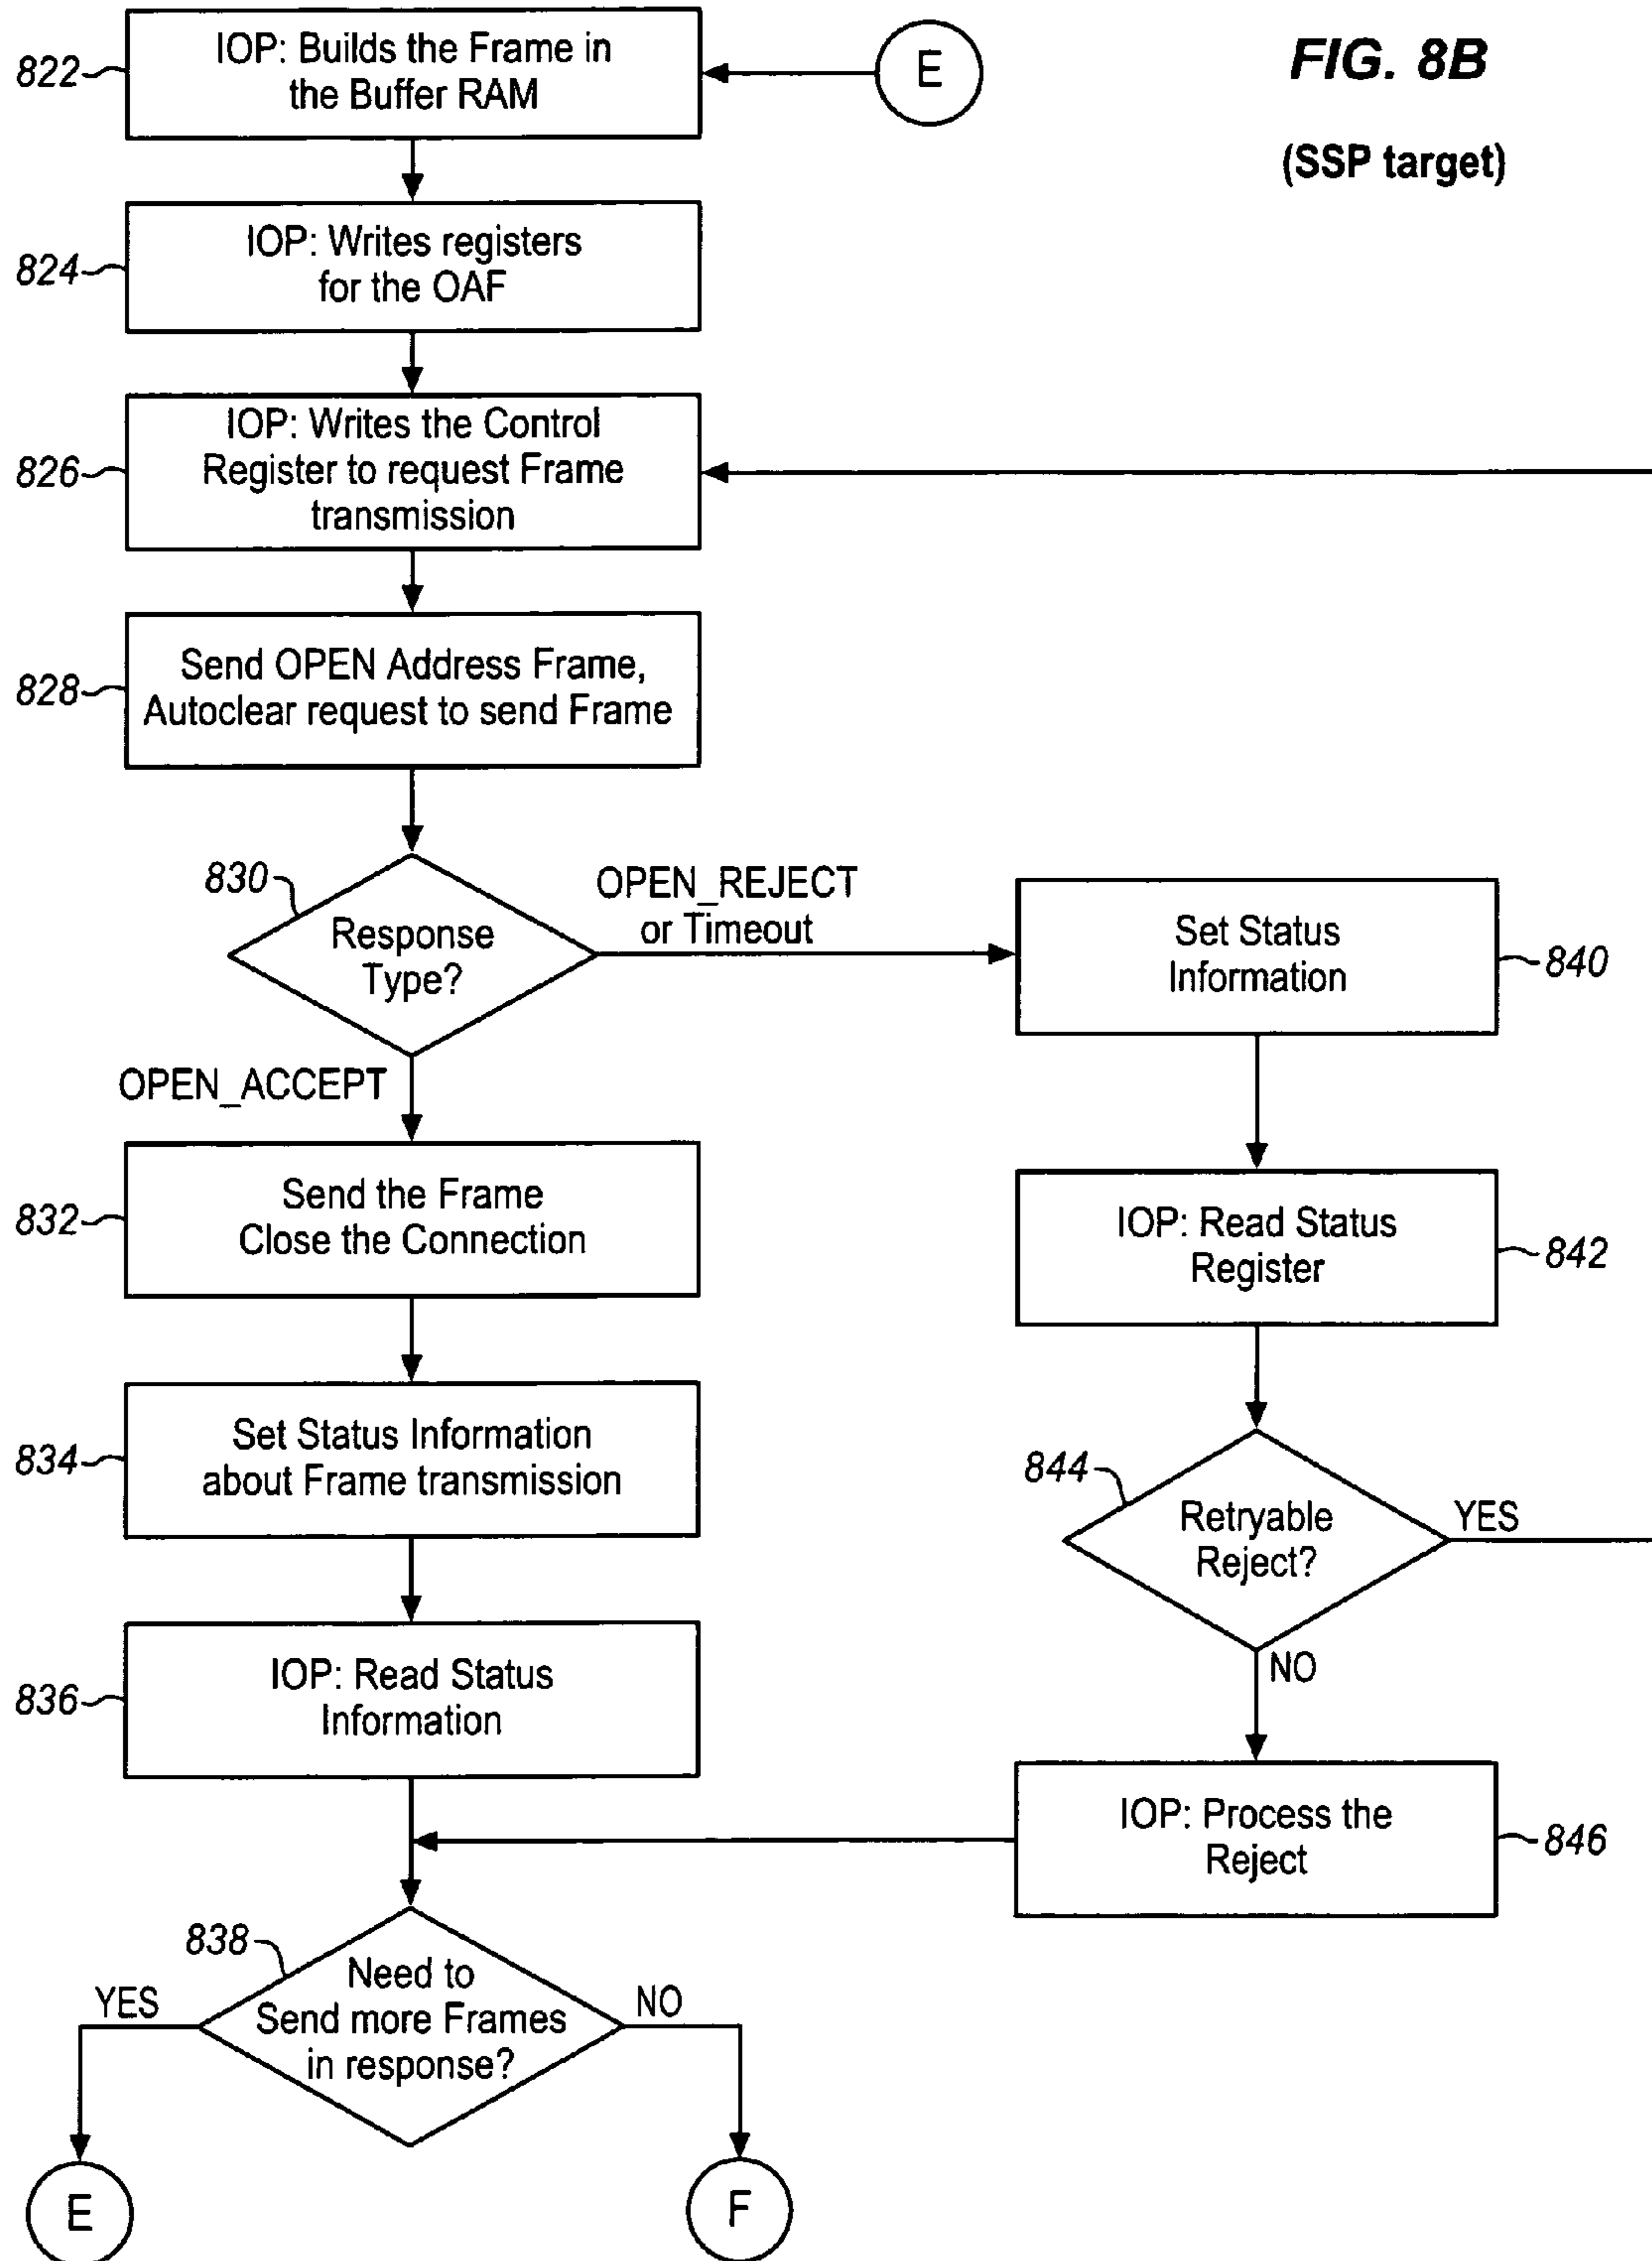 FIG. 8B
(SSP target)
E
822
IOP: Builds the Frame in
the Buffer RAM
824
IOP: Writes registers
for the OAF
826
IOP: Writes the Control
Register to request Frame
transmission
828
Send OPEN Address Frame,
Autoclear request to send Frame
830
Response
Type?
OPEN_REJECT
or Timeout
OPEN_ACCEPT
832
Send the Frame
Close the Connection
834
Set Status Information
about Frame transmission
836
IOP: Read Status
Information
838
Need to
Send more Frames
in response?
YES
NO
E
F
840
Set Status
Information
842
IOP: Read Status
Register
844
Retryable
Reject?
YES
NO
846
IOP: Process the
Reject